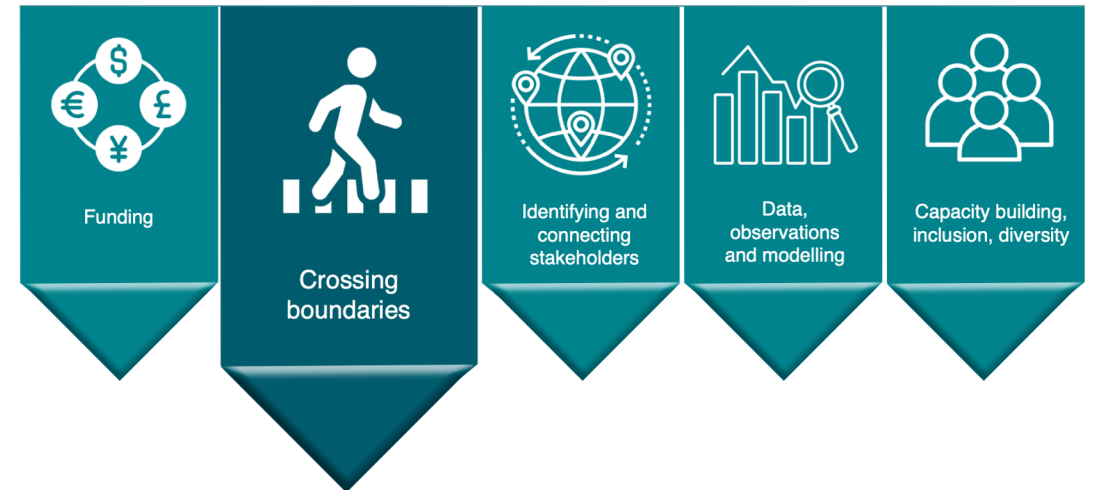 $
€
£
¥
Funding
Crossing
boundaries
Identifying and
connecting
stakeholders
Data,
observations
and modelling
Capacity building,
inclusion, diversity